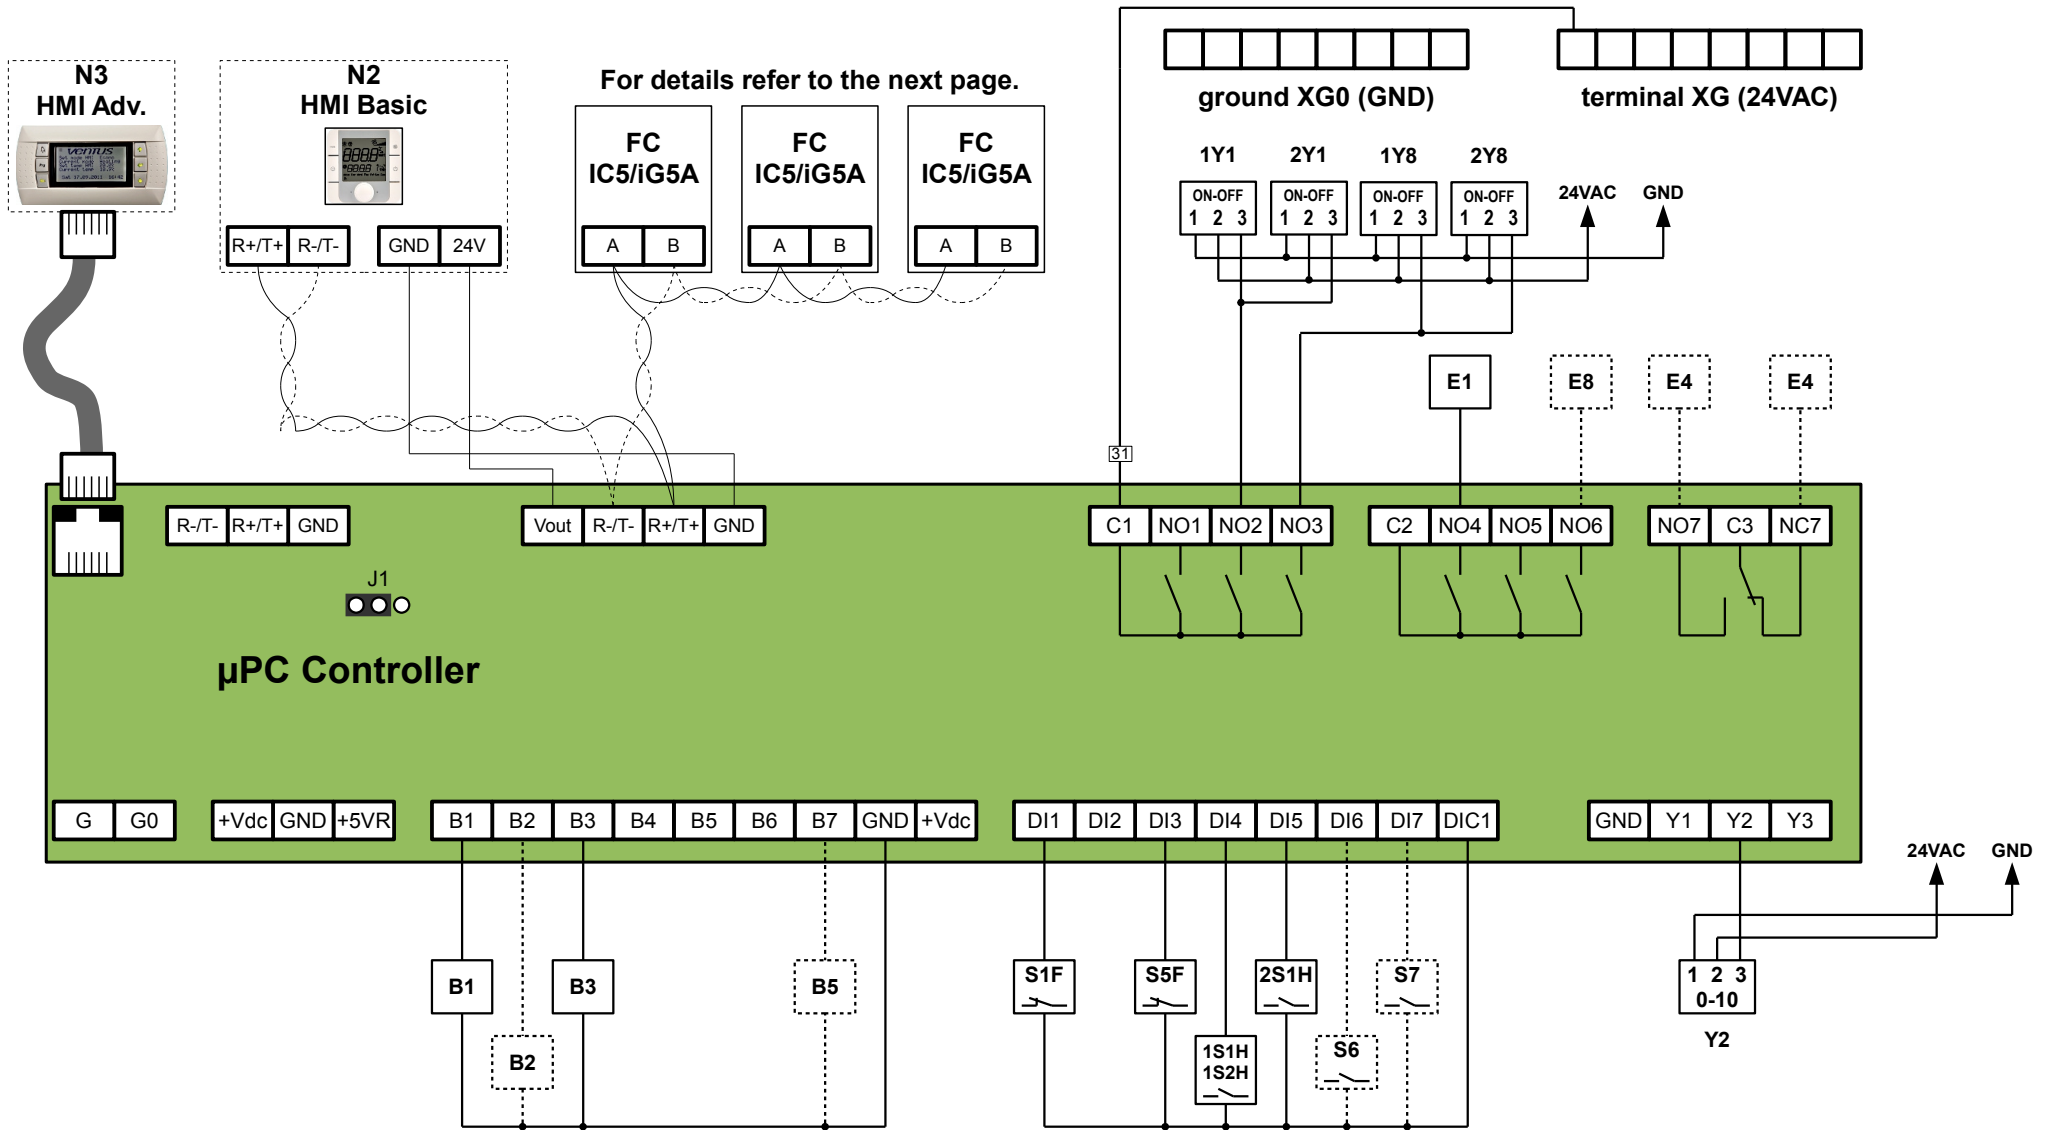 N3
HMI Adv.
VENTUS
N2
HMI Basic
For details refer to the next page.
FC
IC5/iG5A
FC
IC5/iG5A
FC
IC5/iG5A
R+/T+ R-/T- GND 24V
A B
A B
A B
ground XG0 (GND)
terminal XG (24VAC)
1Y1 2Y1 1Y8 2Y8
ON-OFF
1 2 3
ON-OFF
1 2 3
ON-OFF
1 2 3
ON-OFF
1 2 3
24VAC GND
E1 E8 E4 E4
31
R-/T- R+/T+ GND
Vout R-/T- R+/T+ GND
C1 NO1 NO2 NO3
C2 NO4 NO5 NO6
NO7 C3 NC7
J1
µPC Controller
G G0
+Vdc GND +5VR
B1 B2 B3 B4 B5 B6 B7 GND +Vdc
DI1 DI2 DI3 DI4 DI5 DI6 DI7 DIC1
GND Y1 Y2 Y3
24VAC GND
B1 B3 B5
B2
S1F S5F 2S1H S7
1S1H
1S2H
S6
1 2 3
0-10
Y2